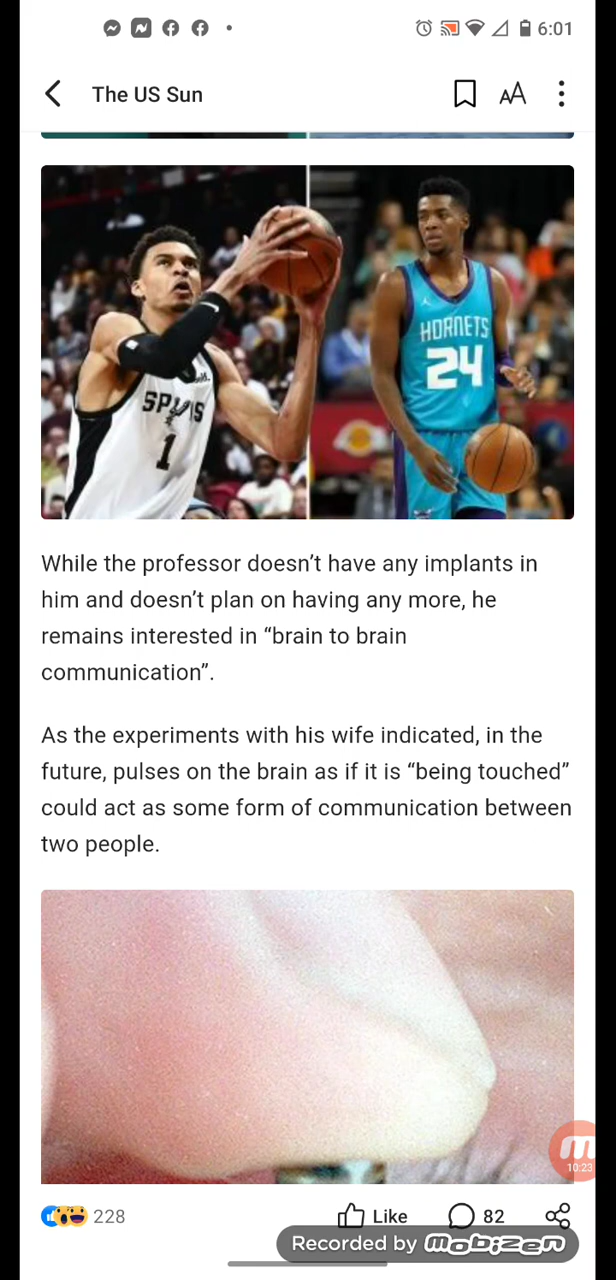 6:01
The US Sun
AA
SPURS
1
HORNETS
24
While the professor doesn't have any implants in
him and doesn't plan on having any more, he
remains interested in “brain to brain
communication”.
As the experiments with his wife indicated, in the
future, pulses on the brain as if it is “being touched”
could act as some form of communication between
two people.
10:23
228
Like
82
Recorded by mobizen